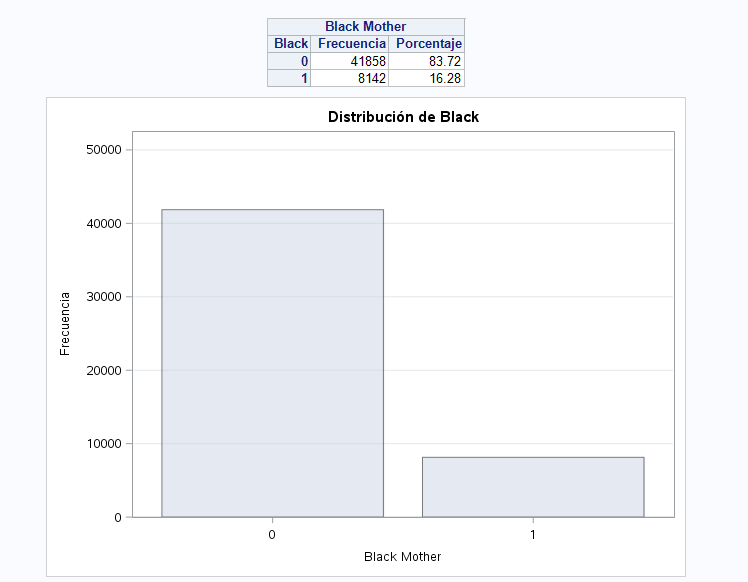 Black Mother
Black Frecuencia Porcentaje
0 41858 83.72
1 8142 16.28
Distribución de Black
50000
40000
30000
20000
10000
0
Frecuencia
0 1
Black Mother